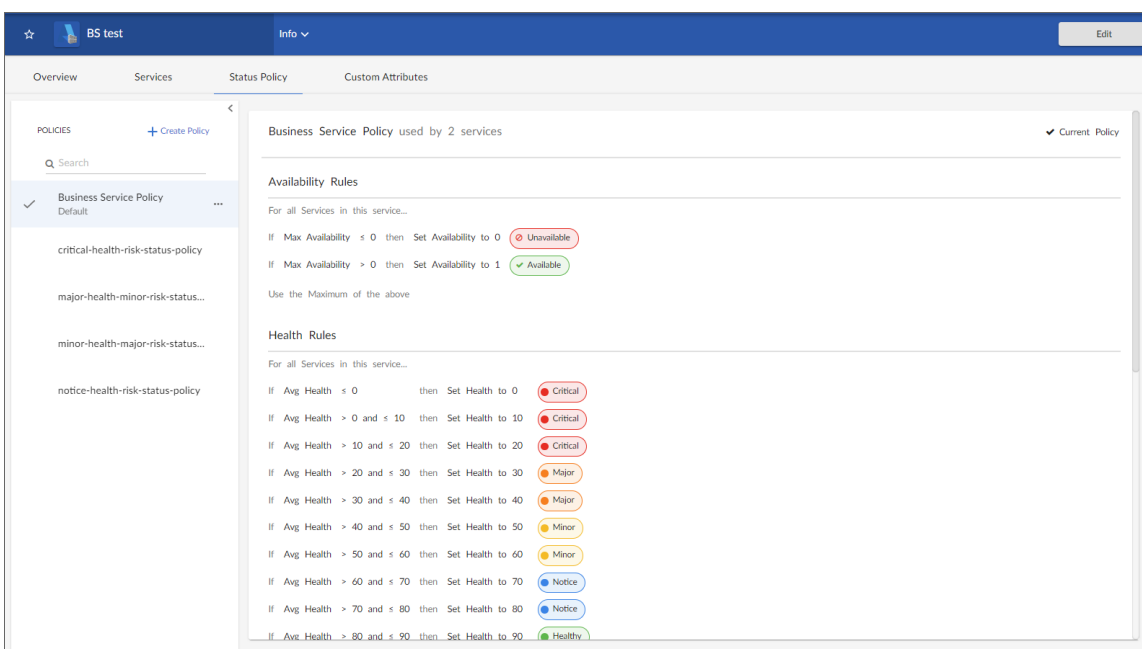 BS test
Info
Edit
Overview Services Status Policy Custom Attributes
POLICIES + Create Policy
Search
Business Service Policy
Default
critical-health-risk-status-policy
major-health-minor-risk-status...
minor-health-major-risk-status...
notice-health-risk-status-policy
Business Service Policy used by 2 services
Current Policy
Availability Rules
For all Services in this service...
If Max Availability ≤ 0 then Set Availability to 0 Unavailable
If Max Availability > 0 then Set Availability to 1 Available
Use the Maximum of the above
Health Rules
For all Services in this service...
If Avg Health ≤ 0 then Set Health to 0 Critical
If Avg Health > 0 and ≤ 10 then Set Health to 10 Critical
If Avg Health > 10 and ≤ 20 then Set Health to 20 Critical
If Avg Health > 20 and ≤ 30 then Set Health to 30 Major
If Avg Health > 30 and ≤ 40 then Set Health to 40 Major
If Avg Health > 40 and ≤ 50 then Set Health to 50 Minor
If Avg Health > 50 and ≤ 60 then Set Health to 60 Minor
If Avg Health > 60 and ≤ 70 then Set Health to 70 Notice
If Avg Health > 70 and ≤ 80 then Set Health to 80 Notice
If Avg Health > 80 and ≤ 90 then Set Health to 90 Healthy